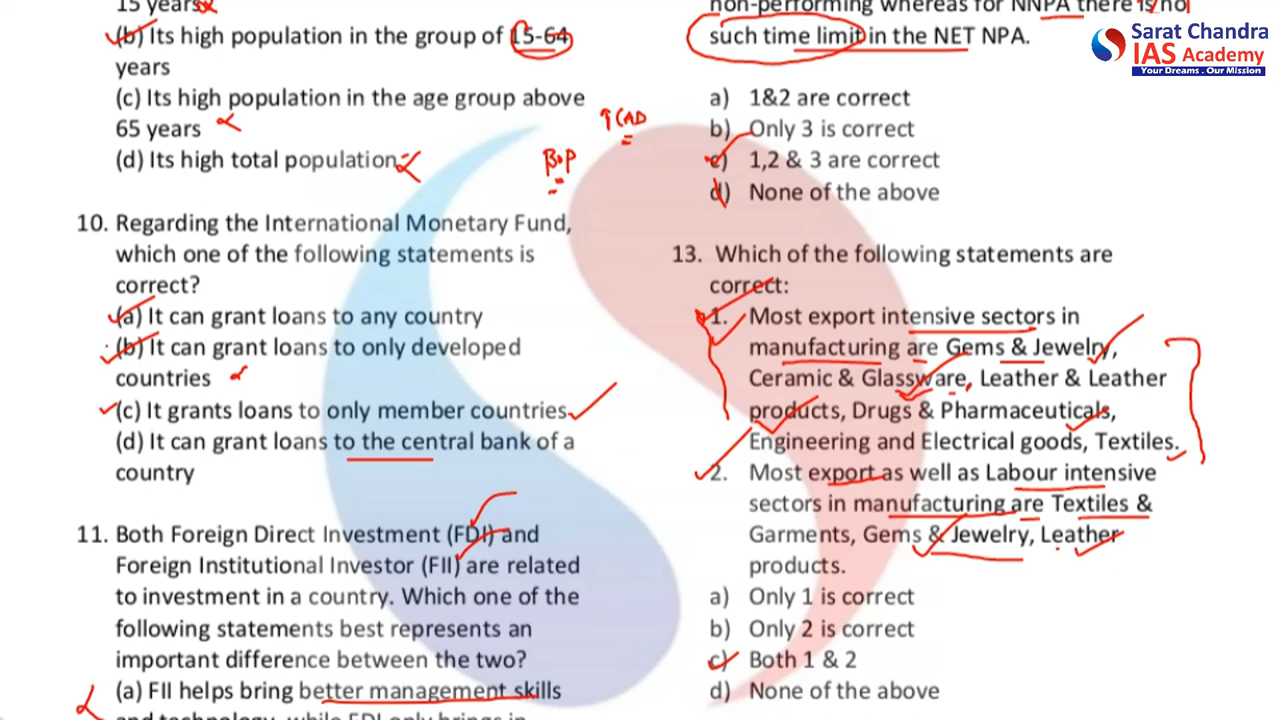 15 years
(b) Its high population in the group of 15-64
years
(c) Its high population in the age group above
65 years
(d) Its high total population
↑CAD
BoP
10. Regarding the International Monetary Fund,
which one of the following statements is
correct?
(a) It can grant loans to any country
(b) It can grant loans to only developed
countries
(c) It grants loans to only member countries
(d) It can grant loans to the central bank of a
country
11. Both Foreign Direct Investment (FDI) and
Foreign Institutional Investor (FII) are related
to investment in a country. Which one of the
following statements best represents an
important difference between the two?
(a) FII helps bring better management skills
and technology, while FDI only brings in
non-performing whereas for NNPA there is no
such time limit in the NET NPA.
a) 1&2 are correct
b) Only 3 is correct
c) 1,2 & 3 are correct
d) None of the above
13. Which of the following statements are
correct:
1. Most export intensive sectors in
manufacturing are Gems & Jewelry,
Ceramic & Glassware, Leather & Leather
products, Drugs & Pharmaceuticals,
Engineering and Electrical goods, Textiles.
2. Most export as well as Labour intensive
sectors in manufacturing are Textiles &
Garments, Gems & Jewelry, Leather
products.
a) Only 1 is correct
b) Only 2 is correct
c) Both 1 & 2
d) None of the above
Sarat Chandra
IAS Academy
Your Dreams . Our Mission